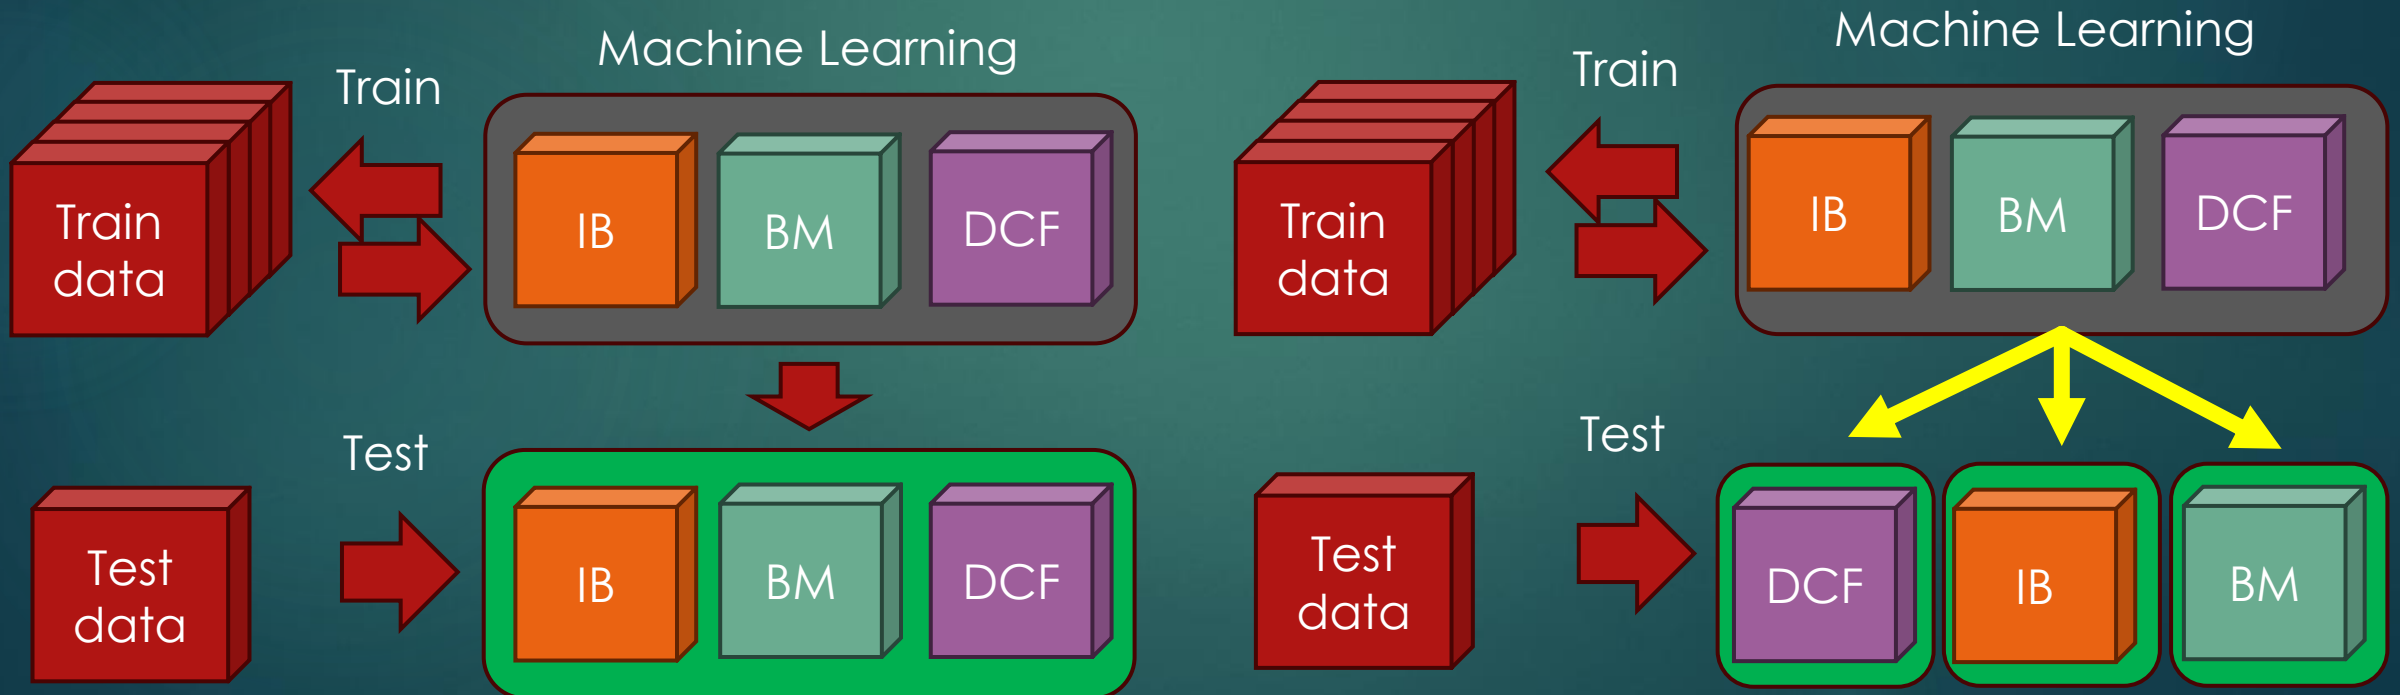 Machine Learning
Train
Train
data
IB
BM
DCF
Test
Test
data
IB
BM
DCF
Machine Learning
Train
Train
data
IB
BM
DCF
Test
Test
data
DCF
IB
BM